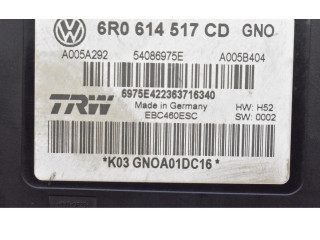 6R0 614 517 CD GNO
A005A292 54086975E A005B404
6975E422363716340
TRW Made in Germany HW: H52
EBC460ESC SW: 0002
*K03 GNOA01DC16*